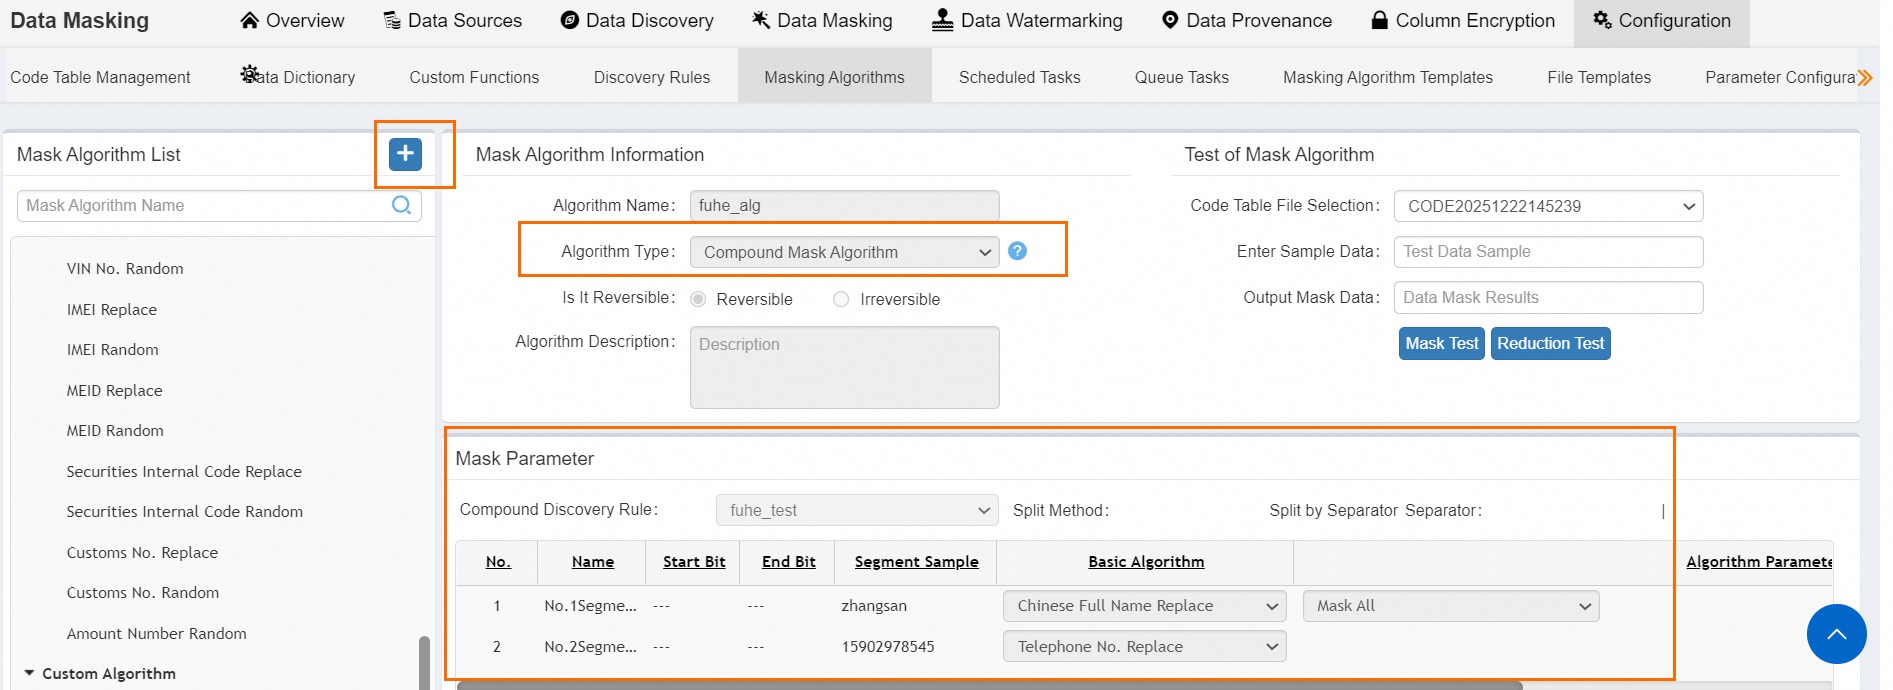 Data Masking Overview Data Sources Data Discovery Data Masking Data Watermarking Data Provenance Column Encryption Configuration
Code Table Management Data Dictionary Custom Functions Discovery Rules Masking Algorithms Scheduled Tasks Queue Tasks Masking Algorithm Templates File Templates Parameter Configura
Mask Algorithm List
Mask Algorithm Name
VIN No. Random
IMEI Replace
IMEI Random
MEID Replace
MEID Random
Securities Internal Code Replace
Securities Internal Code Random
Customs No. Replace
Customs No. Random
Amount Number Random
Custom Algorithm
Mask Algorithm Information
Algorithm Name: fuhe_alg
Algorithm Type: Compound Mask Algorithm ?
Is It Reversible: Reversible Irreversible
Algorithm Description: Description
Test of Mask Algorithm
Code Table File Selection: CODE20251222145239
Enter Sample Data: Test Data Sample
Output Mask Data: Data Mask Results
Mask Test Reduction Test
Mask Parameter
Compound Discovery Rule: fuhe_test Split Method: Split by Separator Separator: |
No. Name Start Bit End Bit Segment Sample Basic Algorithm Algorithm Paramete
1 No.1Segme... --- --- zhangsan Chinese Full Name Replace Mask All
2 No.2Segme... --- --- 15902978545 Telephone No. Replace